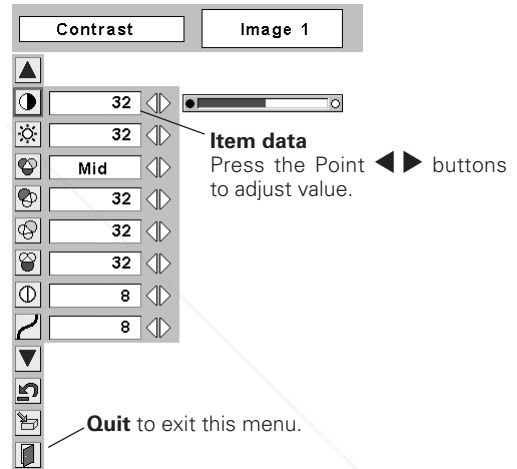 Contrast Image 1
32
32
Item data
Press the Point ◀▶ buttons
to adjust value.
Mid
32
32
32
8
8
Quit to exit this menu.